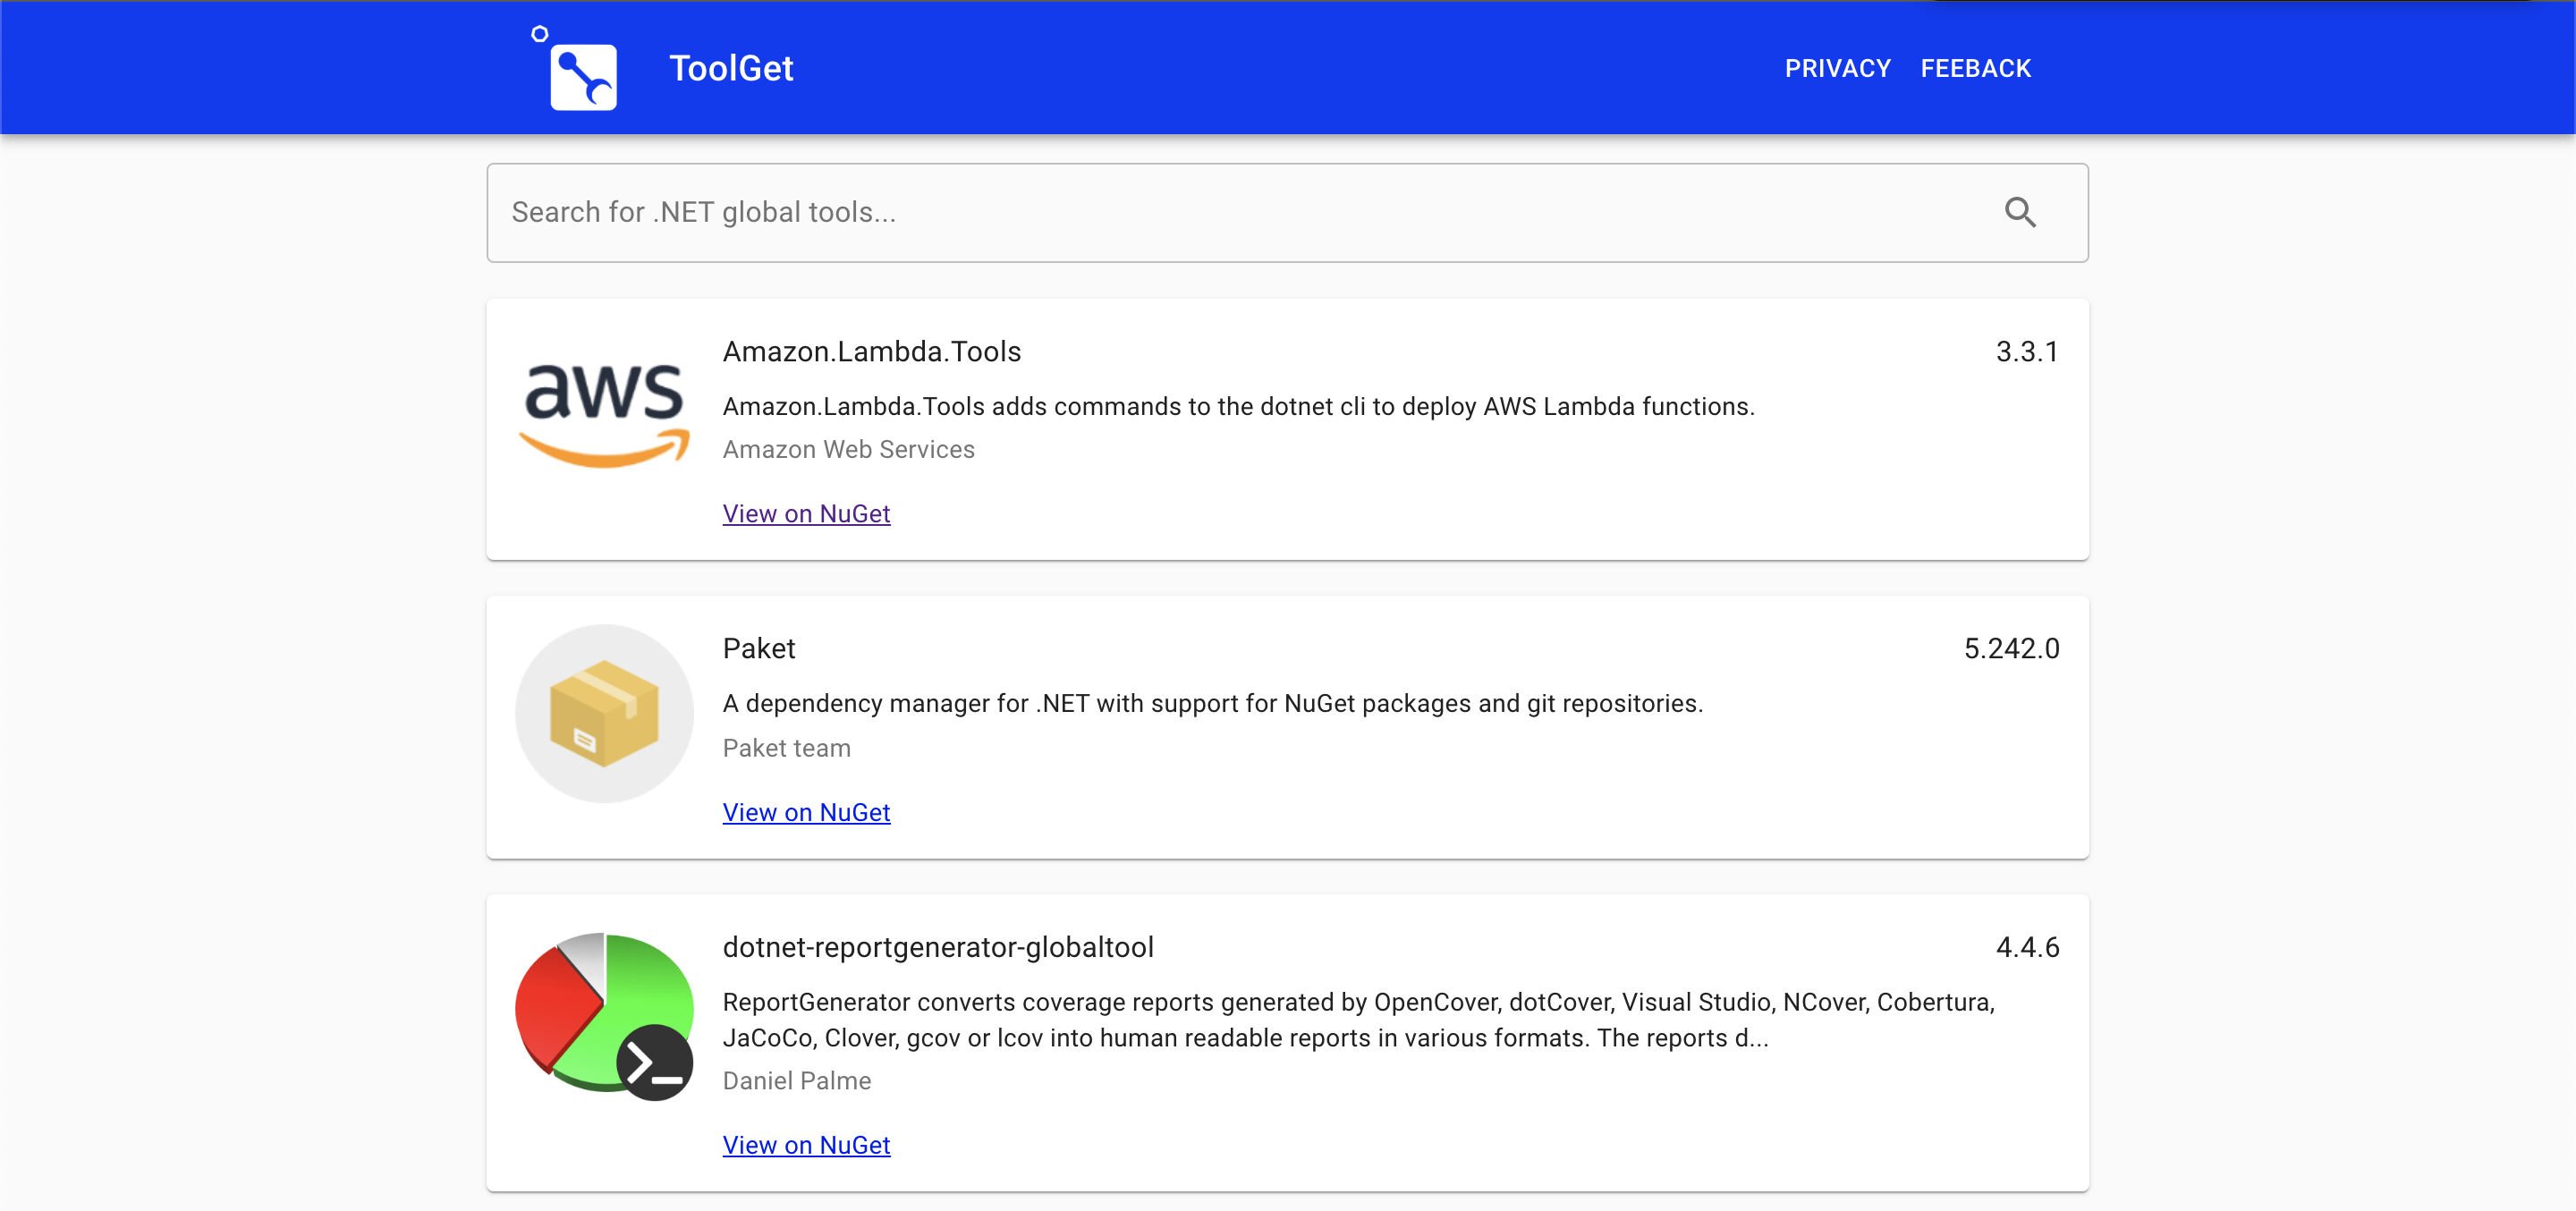 ToolGet
PRIVACY FEEBACK
Search for .NET global tools...
aws
Amazon.Lambda.Tools 3.3.1
Amazon.Lambda.Tools adds commands to the dotnet cli to deploy AWS Lambda functions.
Amazon Web Services
View on NuGet
Paket 5.242.0
A dependency manager for .NET with support for NuGet packages and git repositories.
Paket team
View on NuGet
dotnet-reportgenerator-globaltool 4.4.6
ReportGenerator converts coverage reports generated by OpenCover, dotCover, Visual Studio, NCover, Cobertura,
JaCoCo, Clover, gcov or lcov into human readable reports in various formats. The reports d...
Daniel Palme
View on NuGet